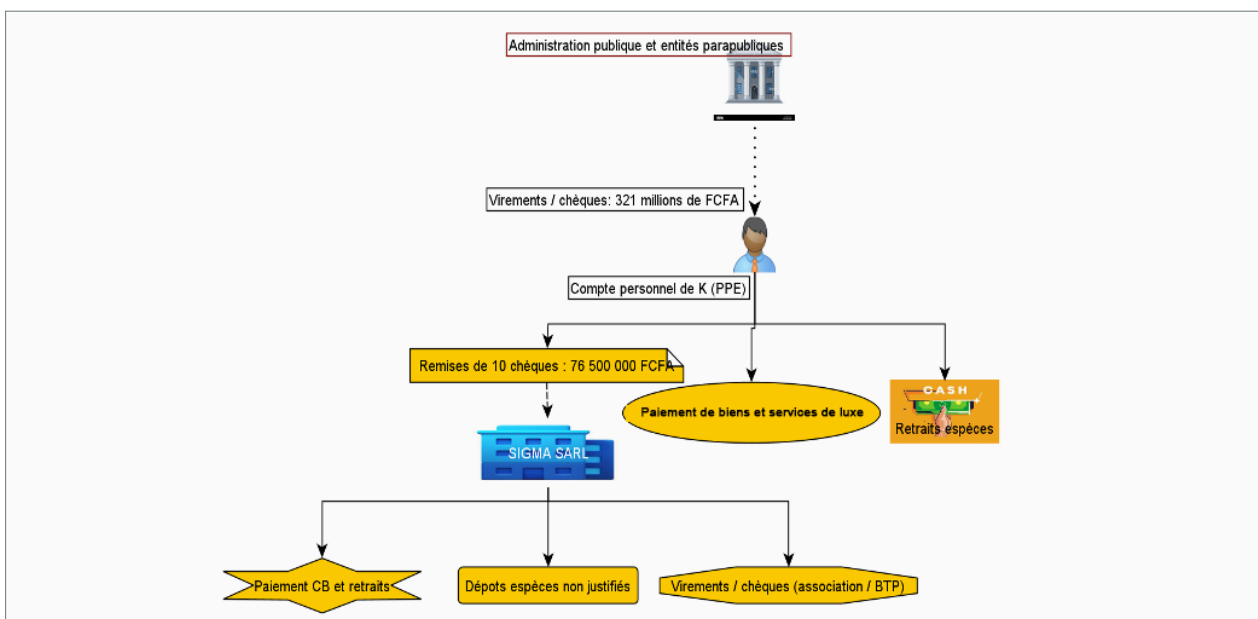 Administration publique et entités parapubliques
Virements / chèques: 321 millions de FCFA
Compte personnel de K (PPE)
Remises de 10 chèques : 76 500 000 FCFA
Paiement de biens et services de luxe
CASH
Retraits espèces
SIGMA SARL
Paiement CB et retraits
Dépots espèces non justifiés
Virements / chèques (association / BTP)